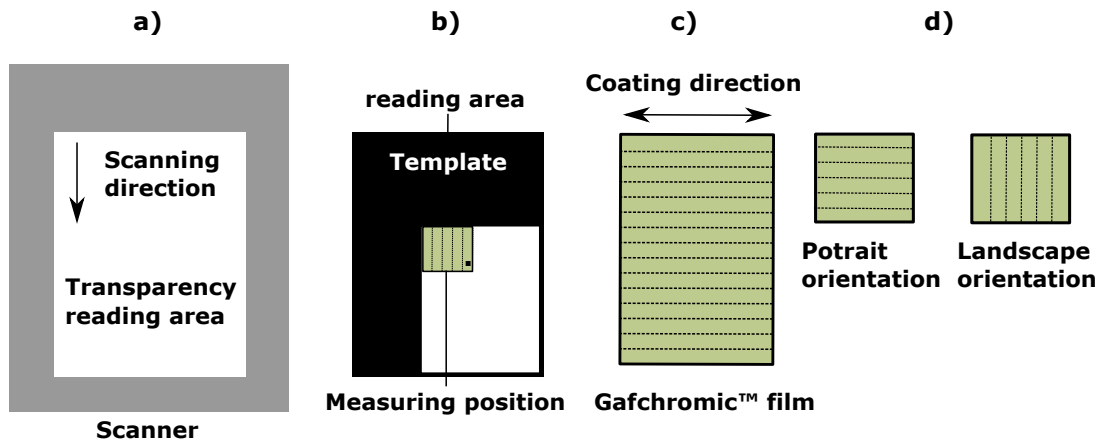 a)
b)
c)
d)
Scanning
direction
Transparency
reading area
Scanner
reading area
Template
Measuring position
Coating direction
Gafchromic™ film
Potrait
orientation
Landscape
orientation